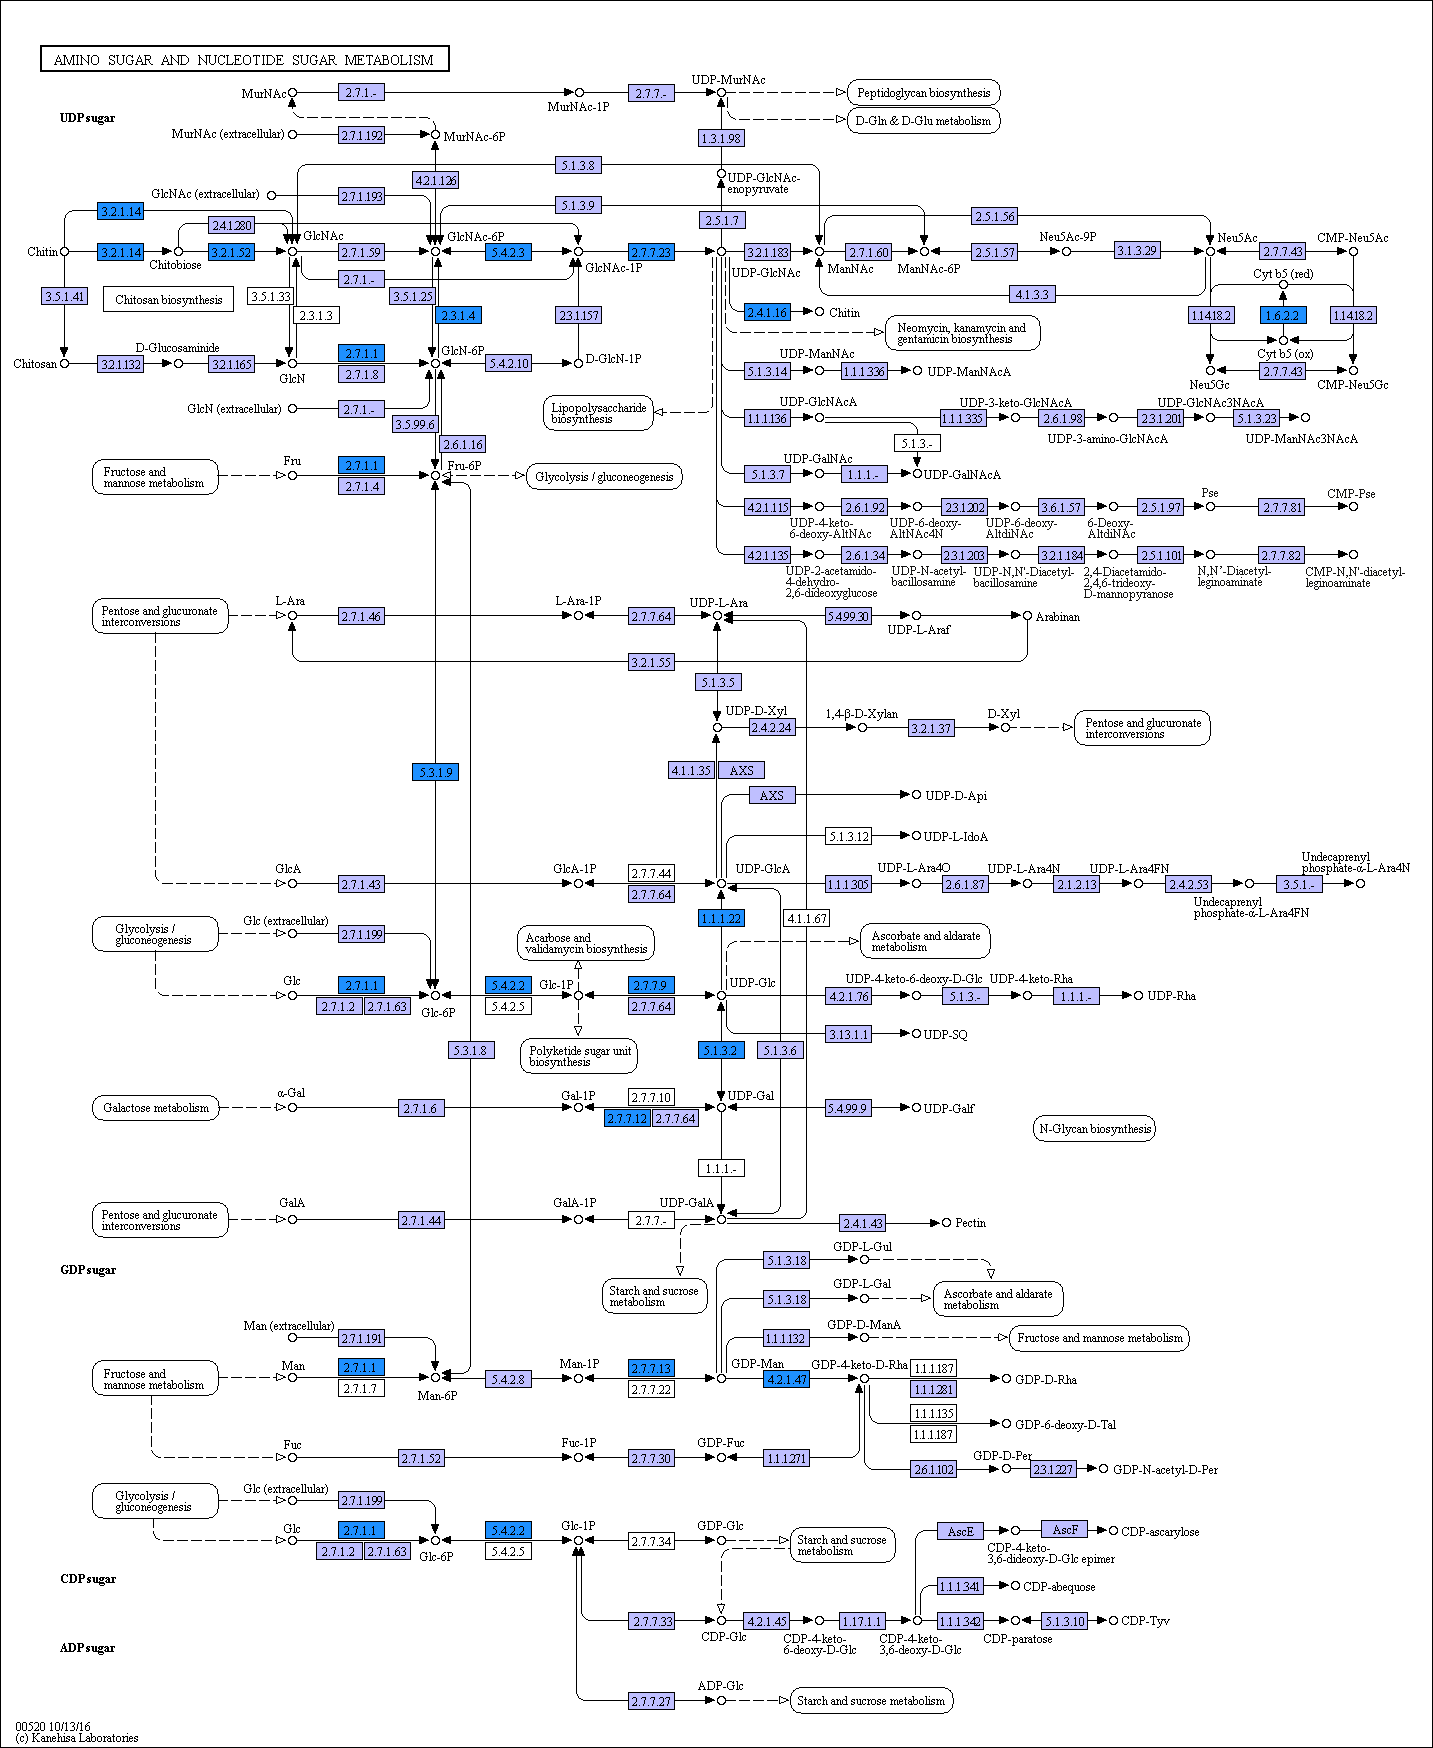 AMINO SUGAR AND NUCLEOTIDE SUGAR METABOLISM
UDP sugar
MurNAc
2.7.1.-
MurNAc-1P
2.7.7.-
UDP-MurNAc
Peptidoglycan biosynthesis
D-Gln & D-Glu metabolism
MurNAc (extracellular)
2.7.1.192
MurNAc-6P
1.3.1.98
5.1.3.8
4.2.1.126
UDP-GlcNAc-
enopyruvate
GlcNAc (extracellular)
2.7.1.193
5.1.3.9
3.2.1.14
2.4.1.280
2.5.1.7
2.5.1.56
Chitin
3.2.1.14
Chitobiose
3.2.1.52
GlcNAc
2.7.1.59
GlcNAc-6P
5.4.2.3
GlcNAc-1P
2.7.7.23
UDP-GlcNAc
3.2.1.183
ManNAc
2.7.1.60
ManNAc-6P
2.5.1.57
Neu5Ac-9P
3.1.3.29
Neu5Ac
2.7.7.43
CMP-Neu5Ac
2.7.1.-
Cyt b5 (red)
3.5.1.41
Chitosan biosynthesis
3.5.1.33
2.3.1.3
3.5.1.25
2.3.1.4
2.3.1.157
2.4.1.16
Chitin
4.1.3.3
1.14.18.2
1.6.2.2
1.14.18.2
Neomycin, kanamycin and
gentamicin biosynthesis
Cyt b5 (ox)
Chitosan
3.2.1.132
D-Glucosaminide
3.2.1.165
GlcN
2.7.1.1
2.7.1.8
GlcN-6P
5.4.2.10
D-GlcN-1P
5.1.3.14
UDP-ManNAc
1.1.1.336
UDP-ManNAcA
Neu5Gc
2.7.7.43
CMP-Neu5Gc
GlcN (extracellular)
2.7.1.-
3.5.99.6
2.6.1.16
Lipopolysaccharide
biosynthesis
1.1.1.136
UDP-GlcNAcA
5.1.3.-
1.1.1.335
UDP-3-keto-GlcNAcA
2.6.1.98
UDP-3-amino-GlcNAcA
2.3.1.201
UDP-GlcNAc3NAcA
5.1.3.23
UDP-ManNAc3NAcA
Fructose and
mannose metabolism
Fru
2.7.1.1
2.7.1.4
Fru-6P
Glycolysis / gluconeogenesis
5.1.3.7
UDP-GalNAc
1.1.1.-
UDP-GalNAcA
4.2.1.115
UDP-4-keto-
6-deoxy-AltNAc
2.6.1.92
UDP-6-deoxy-
AltNAc4N
2.3.1.202
UDP-6-deoxy-
AltdiNAc
3.6.1.57
6-Deoxy-
AltdiNAc
2.5.1.97
Pse
2.7.7.81
CMP-Pse
4.2.1.135
UDP-2-acetamido-
4-dehydro-
2,6-dideoxyglucose
2.6.1.34
UDP-N-acetyl-
bacillosamine
2.3.1.203
UDP-N,N'-Diacetyl-
bacillosamine
3.2.1.184
2,4-Diacetamido-
2,4,6-trideoxy-
D-mannopyranose
2.5.1.101
N,N'-Diacetyl-
leginoaminate
2.7.7.82
CMP-N,N'-diacetyl-
leginoaminate
Pentose and glucuronate
interconversions
L-Ara
2.7.1.46
L-Ara-1P
2.7.7.64
UDP-L-Ara
5.4.99.30
UDP-L-Araf
Arabinan
3.2.1.55
5.1.3.5
UDP-D-Xyl
2.4.2.24
1,4-β-D-Xylan
3.2.1.37
D-Xyl
Pentose and glucuronate
interconversions
5.3.1.9
4.1.1.35
AXS
AXS
UDP-D-Api
5.1.3.12
UDP-L-IdoA
GlcA
2.7.1.43
GlcA-1P
2.7.7.44
2.7.7.64
UDP-GlcA
1.1.1.305
UDP-L-Ara4O
2.6.1.87
UDP-L-Ara4N
2.1.2.13
UDP-L-Ara4FN
2.4.2.53
Undecaprenyl
phosphate-α-L-Ara4FN
3.5.1.-
Undecaprenyl
phosphate-α-L-Ara4N
1.1.1.22
4.1.1.67
Glycolysis /
gluconeogenesis
Glc (extracellular)
2.7.1.199
Acarbose and
validamycin biosynthesis
Ascorbate and aldarate
metabolism
Glc
2.7.1.1
2.7.1.2
2.7.1.63
Glc-6P
5.4.2.2
5.4.2.5
Glc-1P
2.7.7.9
2.7.7.64
UDP-Glc
4.2.1.76
UDP-4-keto-6-deoxy-D-Glc
5.1.3.-
UDP-4-keto-Rha
1.1.1.-
UDP-Rha
3.13.1.1
UDP-SQ
5.3.1.8
Polyketide sugar unit
biosynthesis
5.1.3.2
5.1.3.6
Galactose metabolism
α-Gal
2.7.1.6
Gal-1P
2.7.7.10
2.7.7.12
2.7.7.64
UDP-Gal
5.4.99.9
UDP-Galf
N-Glycan biosynthesis
1.1.1.-
Pentose and glucuronate
interconversions
GalA
2.7.1.44
GalA-1P
2.7.7.-
UDP-GalA
2.4.1.43
Pectin
GDP sugar
Starch and sucrose
metabolism
5.1.3.18
GDP-L-Gul
5.1.3.18
GDP-L-Gal
Ascorbate and aldarate
metabolism
Man (extracellular)
2.7.1.191
1.1.1.132
GDP-D-ManA
Fructose and mannose metabolism
Fructose and
mannose metabolism
Man
2.7.1.1
2.7.1.7
Man-6P
5.4.2.8
Man-1P
2.7.7.13
2.7.7.22
GDP-Man
4.2.1.47
GDP-4-keto-D-Rha
1.1.1.187
1.1.1.281
GDP-D-Rha
1.1.1.135
1.1.1.187
GDP-6-deoxy-D-Tal
Fuc
2.7.1.52
Fuc-1P
2.7.7.30
GDP-Fuc
1.1.1.271
2.6.1.102
GDP-D-Per
2.3.1.227
GDP-N-acetyl-D-Per
Glycolysis /
gluconeogenesis
Glc (extracellular)
2.7.1.199
Glc
2.7.1.1
2.7.1.2
2.7.1.63
Glc-6P
5.4.2.2
5.4.2.5
Glc-1P
2.7.7.34
GDP-Glc
Starch and sucrose
metabolism
AscE
CDP-4-keto-
3,6-dideoxy-D-Glc epimer
AscF
CDP-ascarylose
CDP sugar
1.1.1.341
CDP-abequose
2.7.7.33
CDP-Glc
4.2.1.45
CDP-4-keto-
6-deoxy-D-Glc
1.17.1.1
CDP-4-keto-
3,6-deoxy-D-Glc
1.1.1.342
CDP-paratose
5.1.3.10
CDP-Tyv
ADP sugar
2.7.7.27
ADP-Glc
Starch and sucrose metabolism
00520 10/13/16
(c) Kanehisa Laboratories